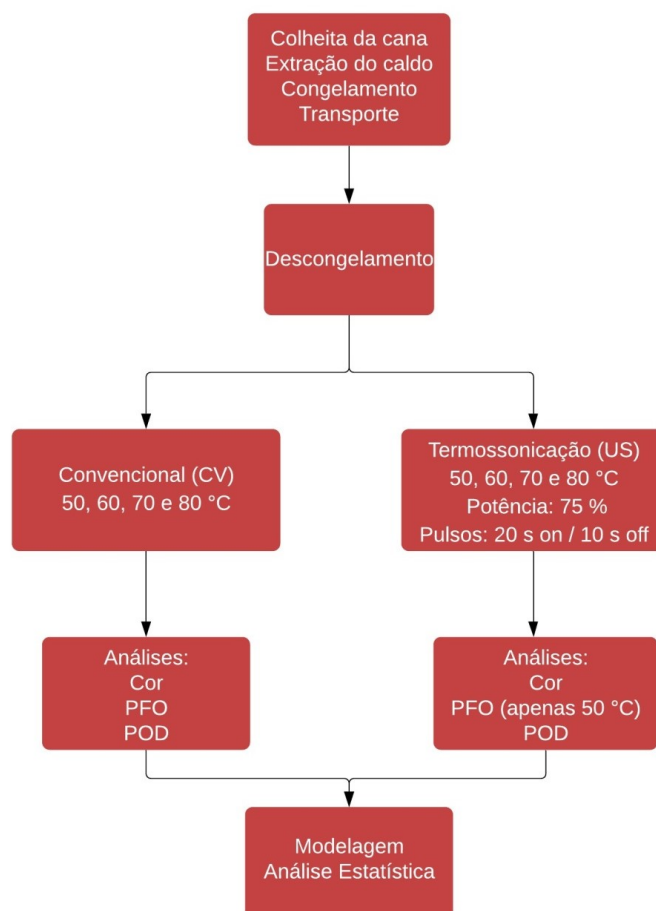 Colheita da cana
Extração do caldo
Congelamento
Transporte
Descongelamento
Convencional (CV)
50, 60, 70 e 80 °C
Termossonicação (US)
50, 60, 70 e 80 °C
Potência: 75 %
Pulsos: 20 s on / 10 s off
Análises:
Cor
PFO
POD
Análises:
Cor
PFO (apenas 50 °C)
POD
Modelagem
Análise Estatística